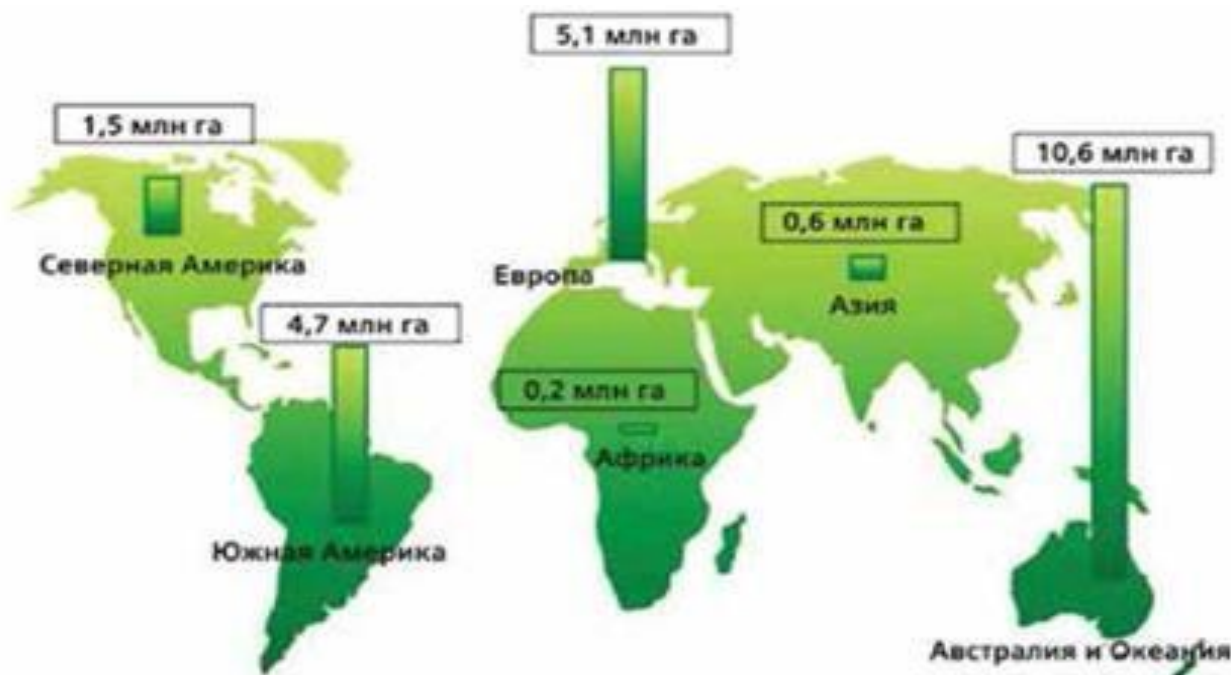 5,1 млн га
1,5 млн га
10,6 млн га
0,6 млн га
Северная Америка
Европа
Азия
4,7 млн га
0,2 млн га
Африка
Южная Америка
Австралия и Океания